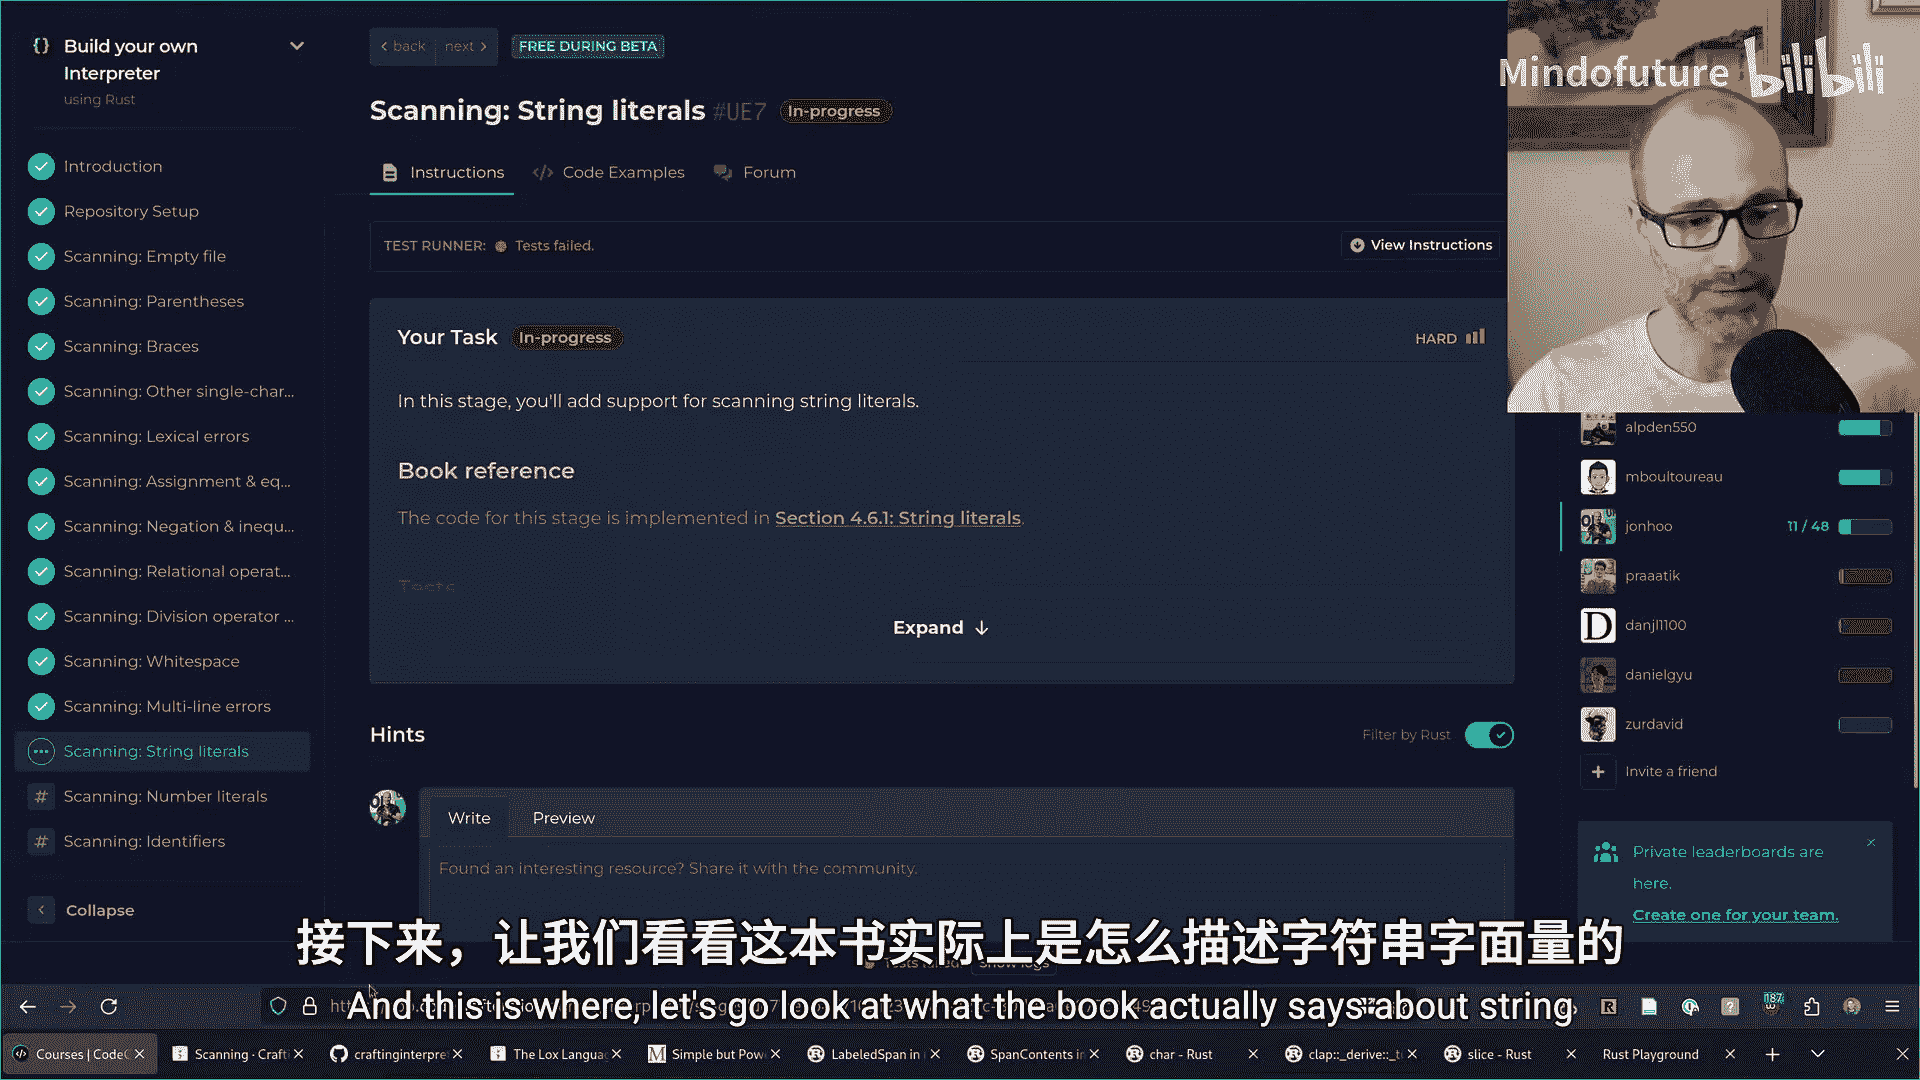 Build your own
Interpreter
using Rust
Introduction
Repository Setup
Scanning: Empty file
Scanning: Parentheses
Scanning: Braces
Scanning: Other single-char...
Scanning: Lexical errors
Scanning: Assignment & eq...
Scanning: Negation & inequ...
Scanning: Relational operat...
Scanning: Division operator ...
Scanning: Whitespace
Scanning: Multi-line errors
Scanning: String literals
# Scanning: Number literals
# Scanning: Identifiers
Collapse
back next FREE DURING BETA
Scanning: String literals #UE7 In-progress
Instructions Code Examples Forum
TEST RUNNER: Tests failed. View Instructions
Your Task In-progress HARD
In this stage, you'll add support for scanning string literals.
Book reference
The code for this stage is implemented in Section 4.6.1: String literals.
Tests
Expand ↓
Hints Filter by Rust
Write Preview
Found an interesting resource? Share it with the community.
Mindofuture bilibili
alpden550
mboultoureau
jonhoo 11 / 48
praaatik
danjl1100
danielgyu
zurdavid
+ Invite a friend
Private leaderboards are
here.
Create one for your team.
接下来，让我们看看这本书实际上是怎么描述字符串字面量的
And this is where, let's go look at what the book actually says about string
187
Courses | Code Scanning · Crafti craftinginterpre The Lox Langua Simple but Pow LabeledSpan in SpanContents in char - Rust clap::_derive::_t slice - Rust Rust Playground